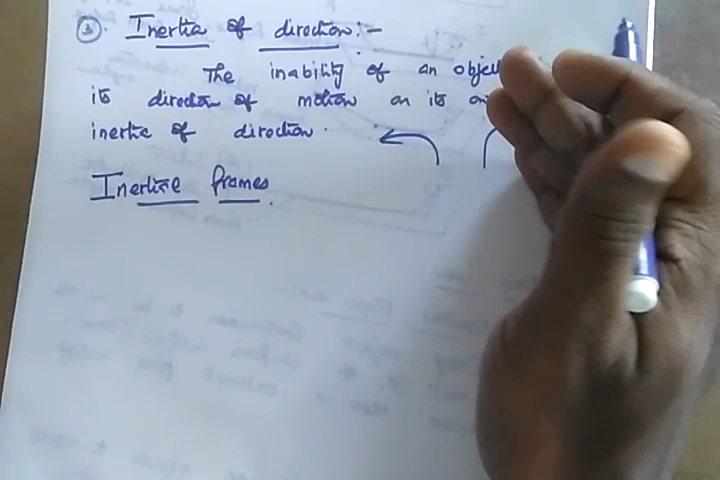 ③. Inertia of direction:-
The inability of an
its direction of motion on its
inertia of direction.
Inertial frames.